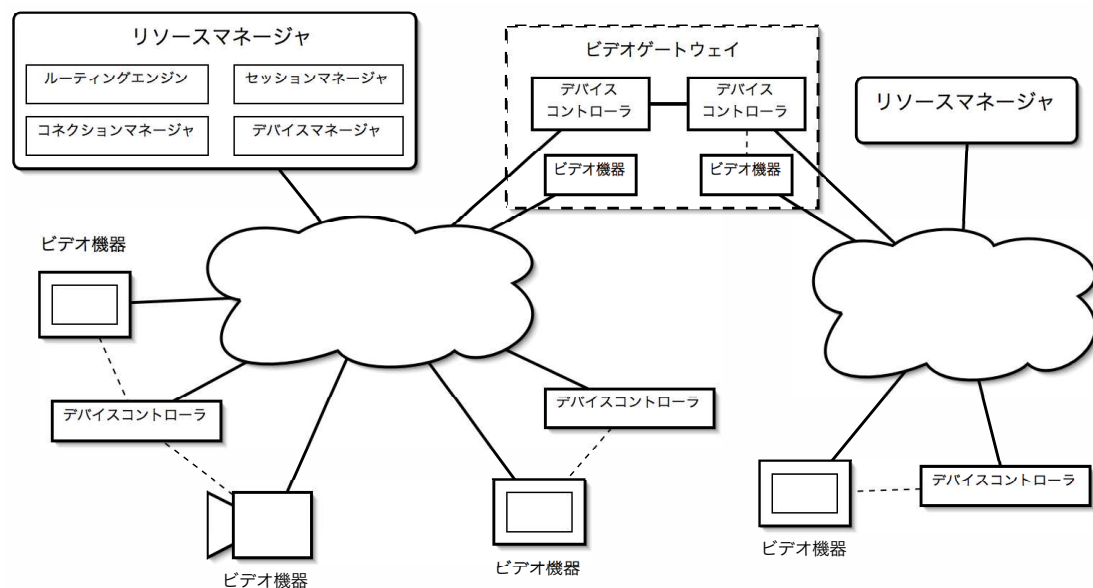 リソースマネージャ
ルーティングエンジン
セッションマネージャ
コネクションマネージャ
デバイスマネージャ
ビデオゲートウェイ
デバイス
コントローラ
デバイス
コントローラ
ビデオ機器
ビデオ機器
リソースマネージャ
ビデオ機器
デバイスコントローラ
ビデオ機器
デバイスコントローラ
ビデオ機器
デバイスコントローラ
ビデオ機器